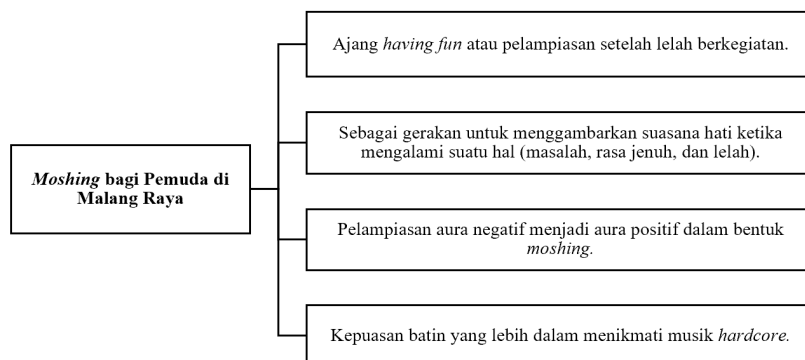 Ajang having fun atau pelampiasan setelah lelah berkegiatan.
Sebagai gerakan untuk menggambarkan suasana hati ketika
mengalami suatu hal (masalah, rasa jenuh, dan lelah).
Moshing bagi Pemuda di
Malang Raya
Pelampiasan aura negatif menjadi aura positif dalam bentuk
moshing.
Kepuasan batin yang lebih dalam menikmati musik hardcore.